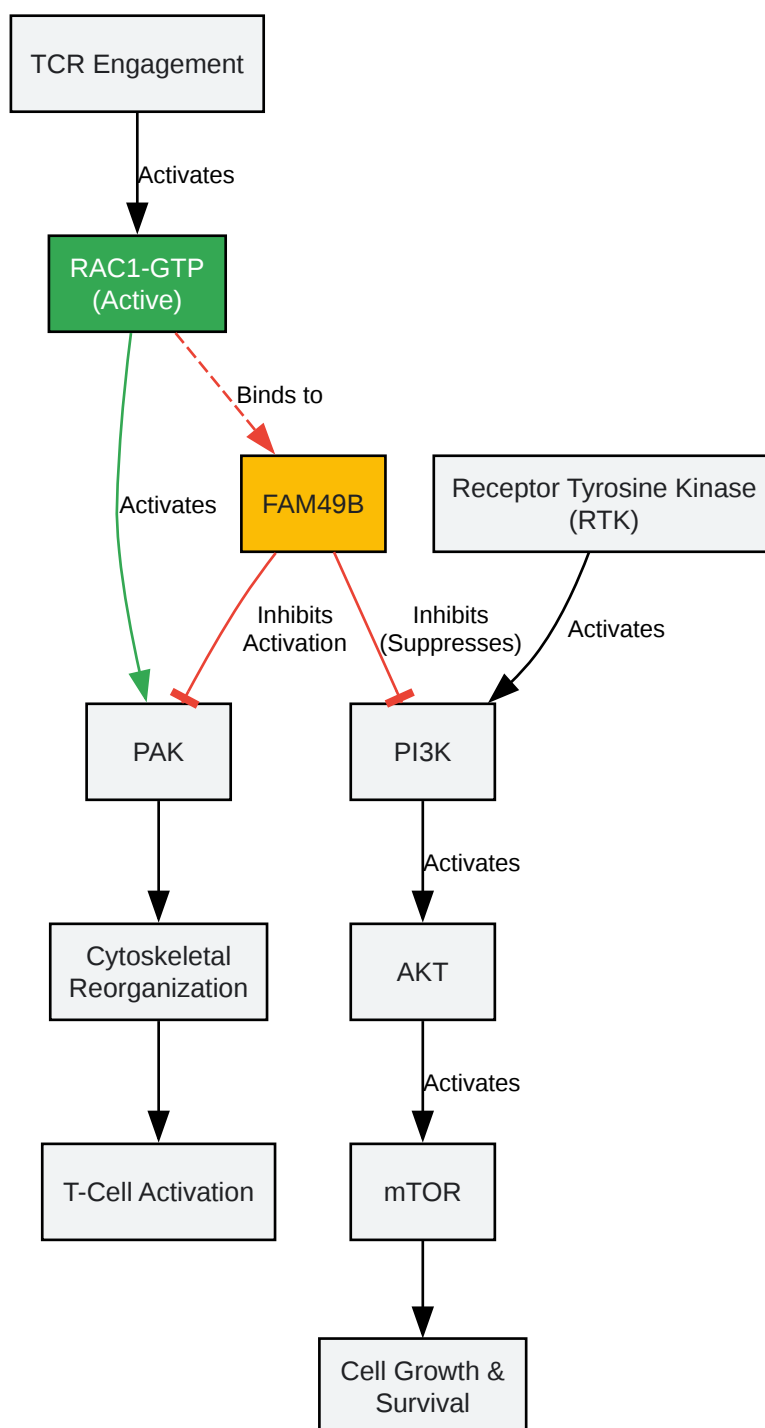 TCR Engagement
Activates
RAC1-GTP
(Active)
Binds to
Activates
FAM49B
Receptor Tyrosine Kinase
(RTK)
Inhibits
Activation
Inhibits
(Suppresses)
Activates
PAK
PI3K
Activates
Cytoskeletal
Reorganization
AKT
Activates
T-Cell Activation
mTOR
Cell Growth &
Survival